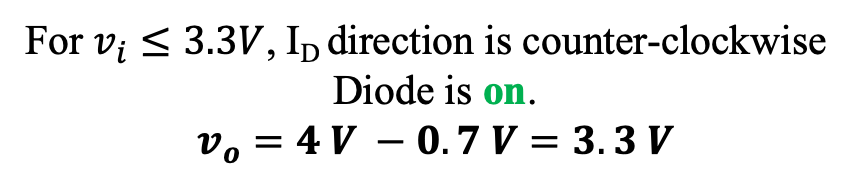 For vᵢ ≤ 3.3V, I_D direction is counter-clockwise
Diode is on.
vₒ = 4 V − 0.7 V = 3.3 V